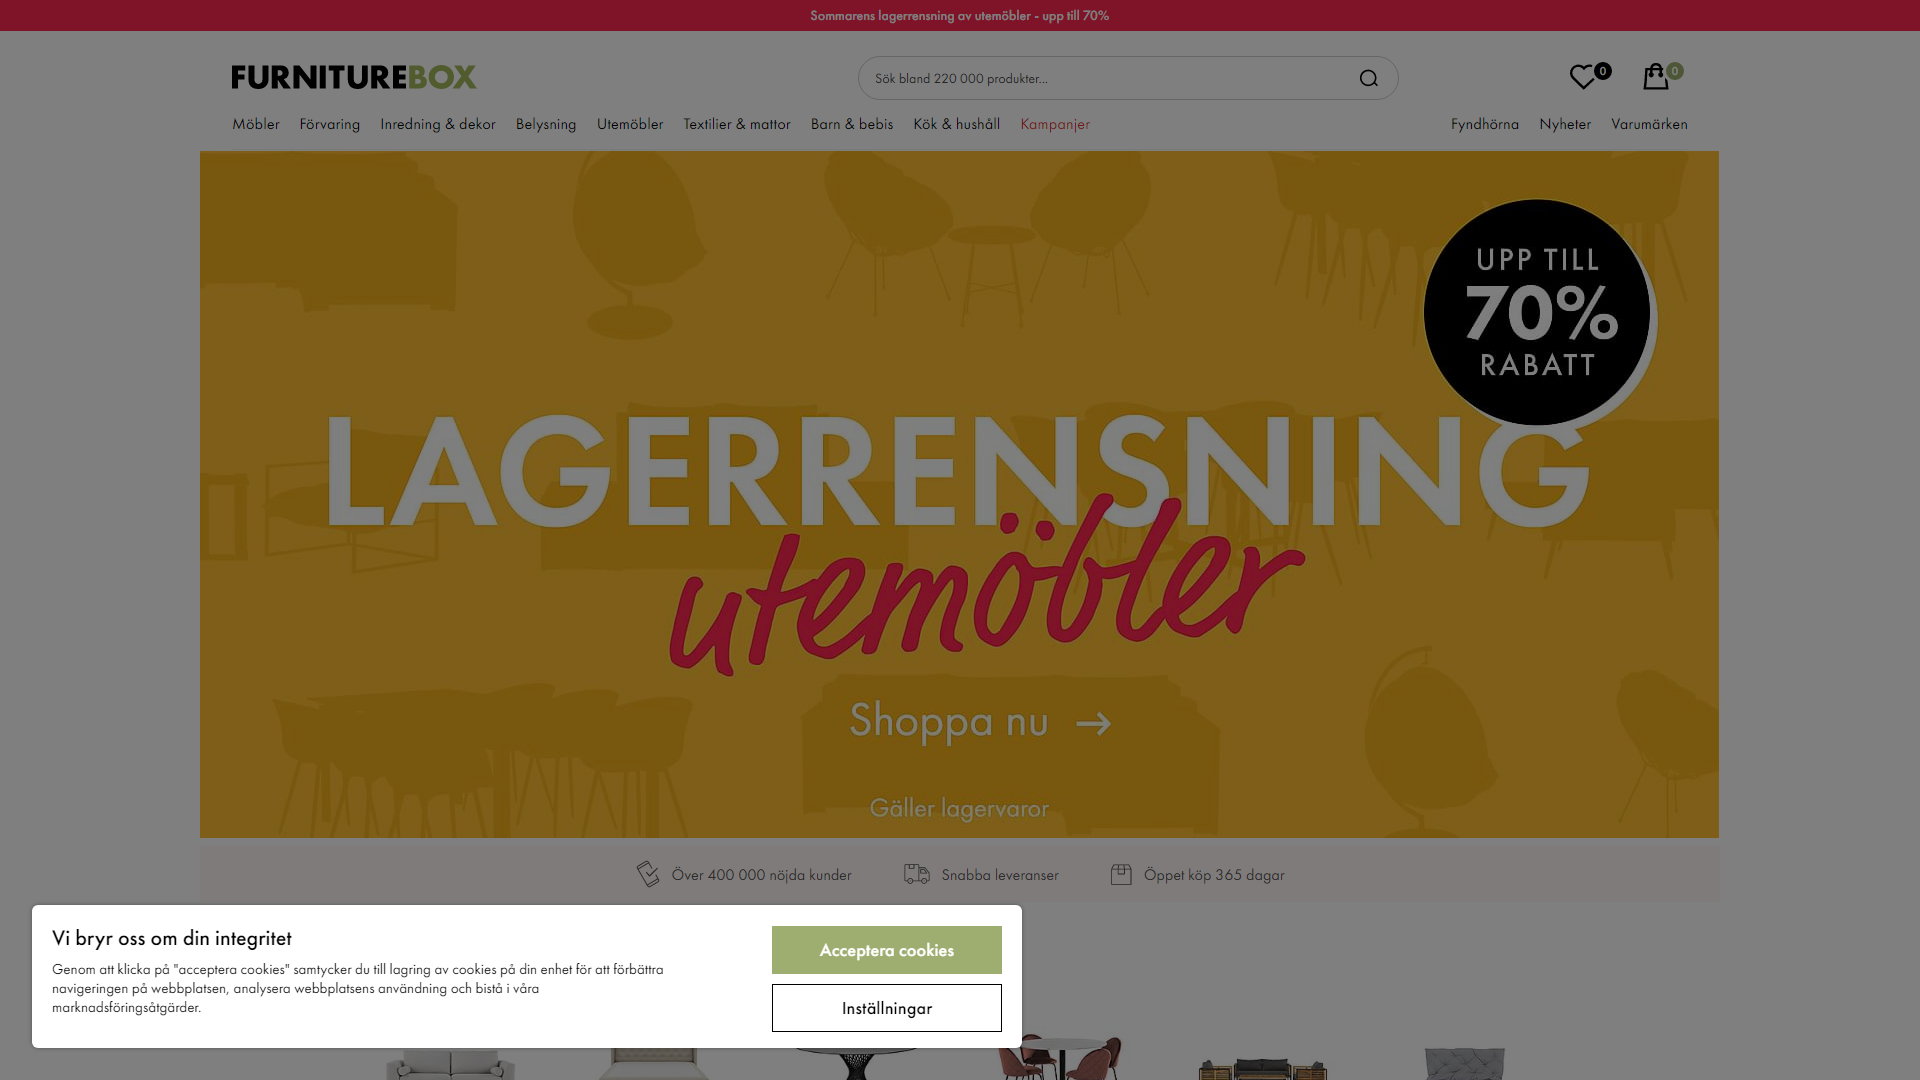 Sommarens lagerrensning av utemöbler - upp till 70%
FURNITUREBOX
Sök bland 220 000 produkter...
0
0
Möbler Förvaring Inredning & dekor Belysning Utemöbler Textilier & mattor Barn & bebis Kök & hushåll Kampanjer Fyndhörna Nyheter Varumärken
UPP TILL
70%
RABATT
LAGERRENSNING
utemöbler
Shoppa nu →
Gäller lagervaror
Över 400 000 nöjda kunder Snabba leveranser Öppet köp 365 dagar
Vi bryr oss om din integritet
Genom att klicka på "acceptera cookies" samtycker du till lagring av cookies på din enhet för att förbättra
navigeringen på webbplatsen, analysera webbplatsens användning och bistå i våra
marknadsföringsåtgärder.
Acceptera cookies
Inställningar